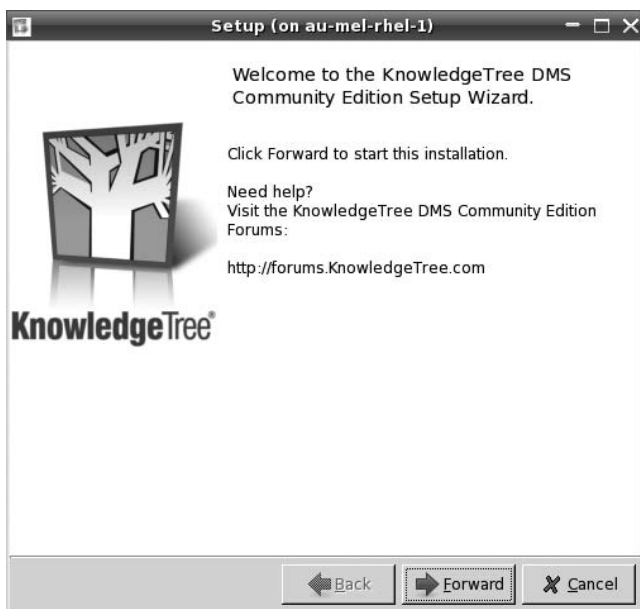 Setup (on au-mel-rhel-1)
Welcome to the KnowledgeTree DMS
Community Edition Setup Wizard.
Click Forward to start this installation.
Need help?
Visit the KnowledgeTree DMS Community Edition
Forums:
http://forums.KnowledgeTree.com
KnowledgeTree®
Back
Forward
Cancel